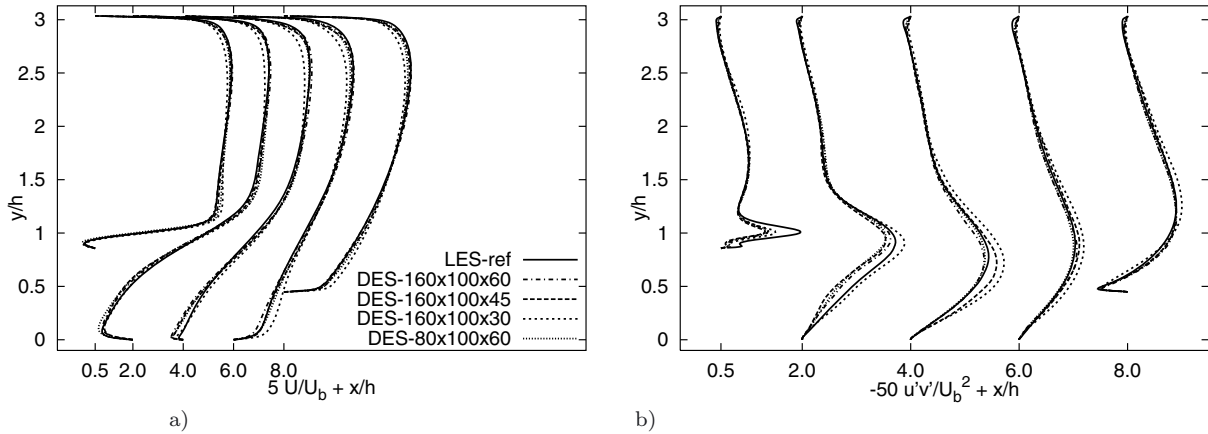 3
2.5
2
1.5
1
0.5
0
y/h
LES-ref
DES-160x100x60
DES-160x100x45
DES-160x100x30
DES-80x100x60
0.5 2.0 4.0 6.0 8.0
5 U/U_b + x/h
a)
3
2.5
2
1.5
1
0.5
0
y/h
0.5 2.0 4.0 6.0 8.0
-50 u'v'/U_b^2 + x/h
b)